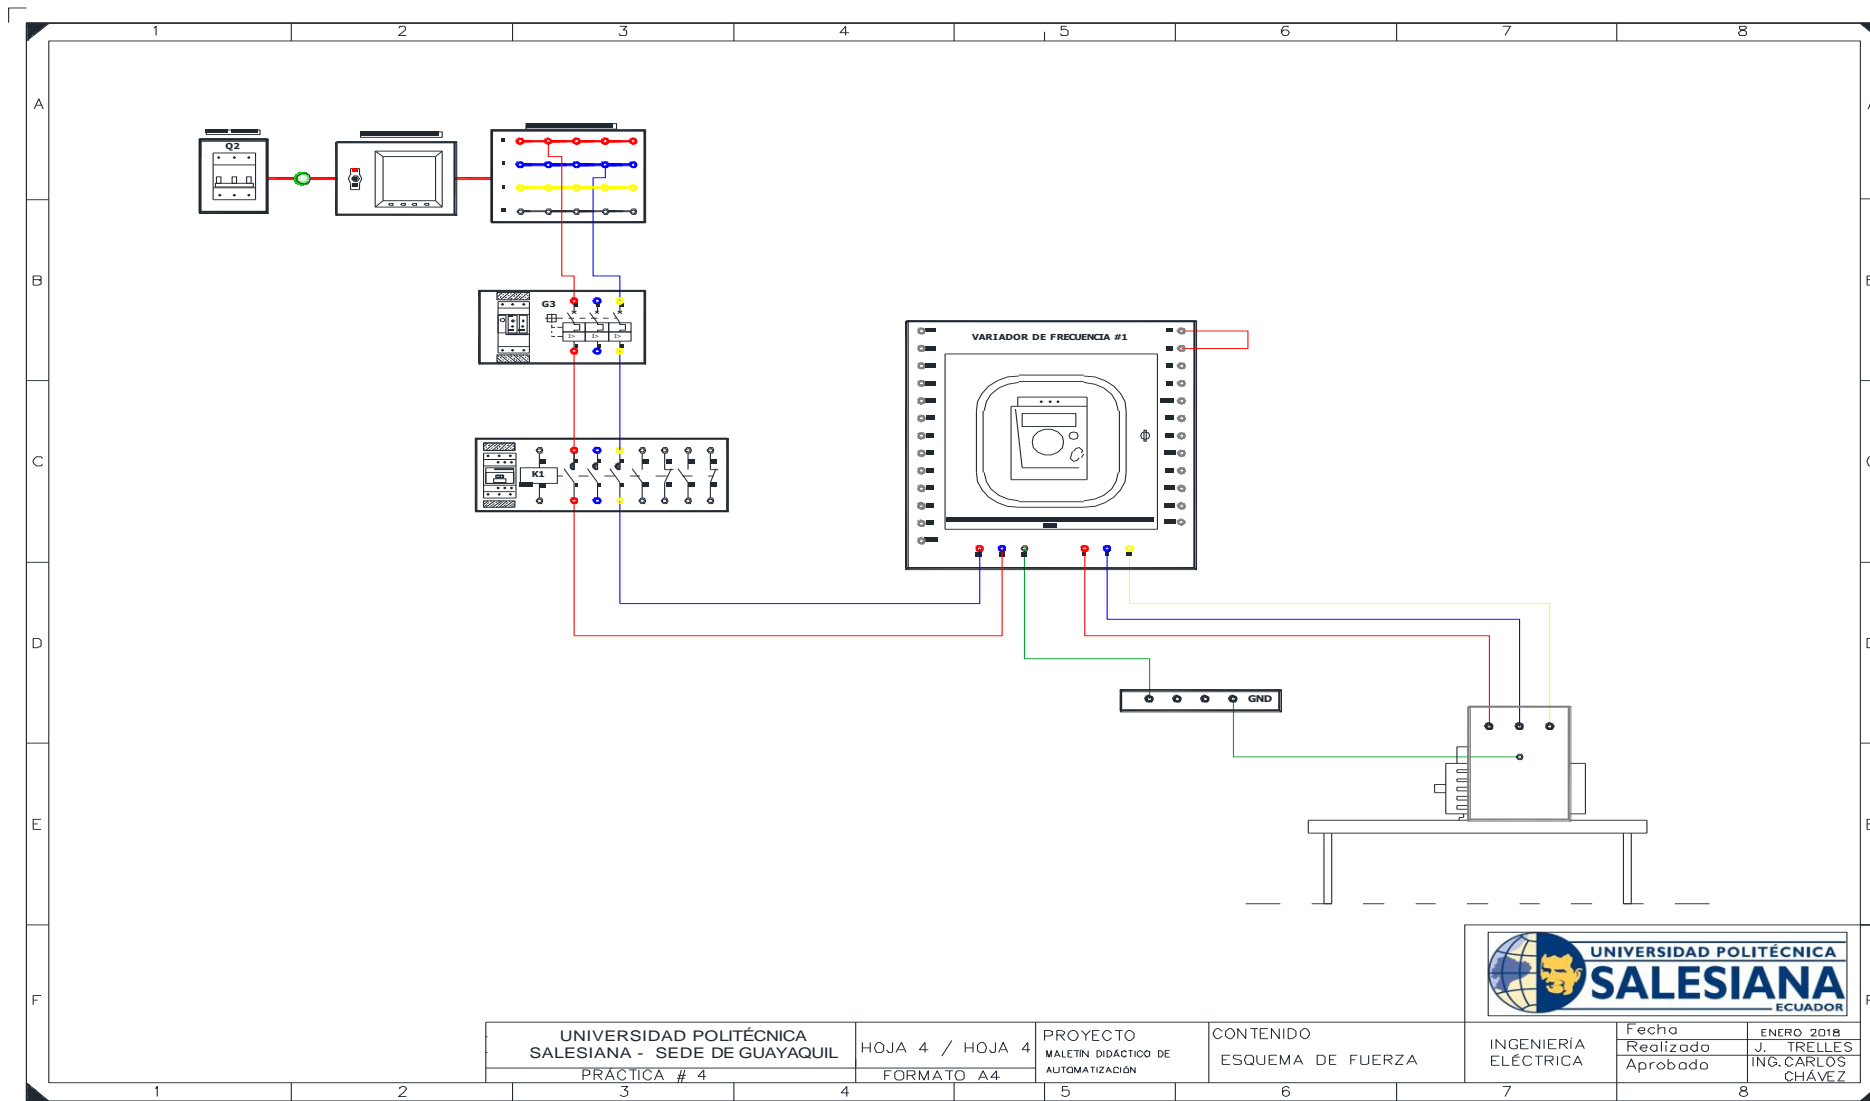 1 2 3 4 5 6 7 8
A
B
C
D
E
F
Q2
G3
I> I> I>
K1
VARIADOR DE FRECUENCIA #1
GND
UNIVERSIDAD POLITÉCNICA
SALESIANA
ECUADOR
UNIVERSIDAD POLITÉCNICA
SALESIANA - SEDE DE GUAYAQUIL
PRÁCTICA # 4
HOJA 4 / HOJA 4
FORMATO A4
PROYECTO
MALETIN DIDÁCTICO DE
AUTOMATIZACIÓN
CONTENIDO
ESQUEMA DE FUERZA
INGENIERÍA
ELÉCTRICA
Fecha ENERO 2018
Realizado J. TRELLES
Aprobado ING.CARLOS
CHÁVEZ
1 2 3 4 5 6 7 8